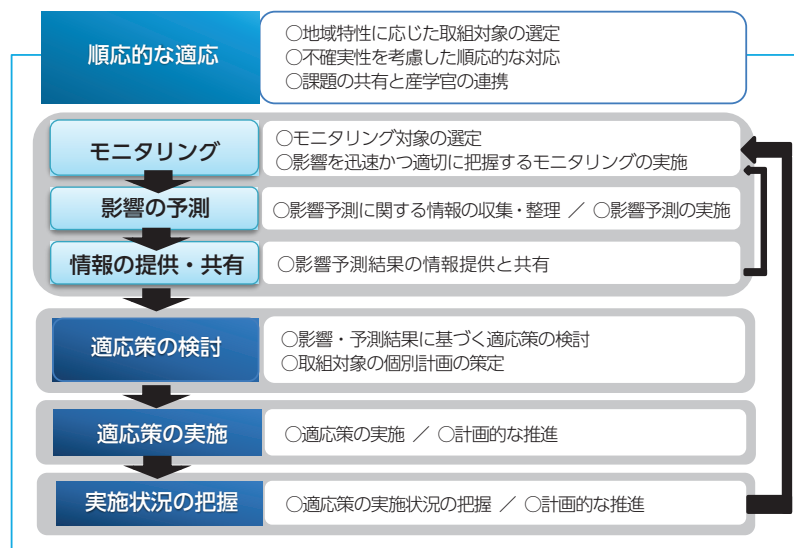 順応的な適応
○地域特性に応じた取組対象の選定
○不確実性を考慮した順応的な対応
○課題の共有と産学官の連携
モニタリング
○モニタリング対象の選定
○影響を迅速かつ適切に把握するモニタリングの実施
影響の予測
○影響予測に関する情報の収集・整理 ／ ○影響予測の実施
情報の提供・共有
○影響予測結果の情報提供と共有
適応策の検討
○影響・予測結果に基づく適応策の検討
○取組対象の個別計画の策定
適応策の実施
○適応策の実施 ／ ○計画的な推進
実施状況の把握
○適応策の実施状況の把握 ／ ○計画的な推進